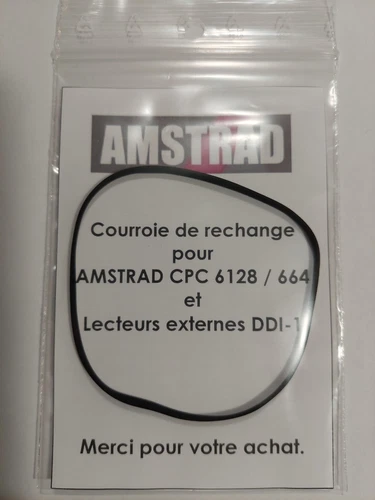 AMSTRAD
Courroie de rechange
pour
AMSTRAD CPC 6128 / 664
et
Lecteurs externes DDI-1
Merci pour votre achat.